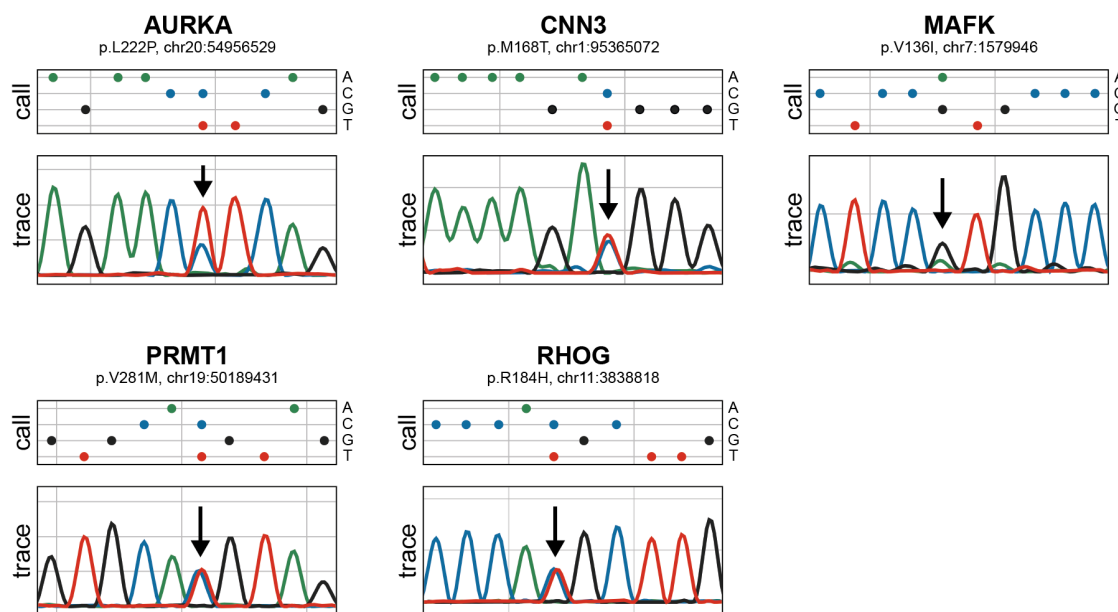 AURKA
p.L222P, chr20:54956529
call
A
C
G
T
trace
CNN3
p.M168T, chr1:95365072
call
A
C
G
T
trace
MAFK
p.V136I, chr7:1579946
call
trace
PRMT1
p.V281M, chr19:50189431
call
A
C
G
T
trace
RHOG
p.R184H, chr11:3838818
call
A
C
G
T
trace